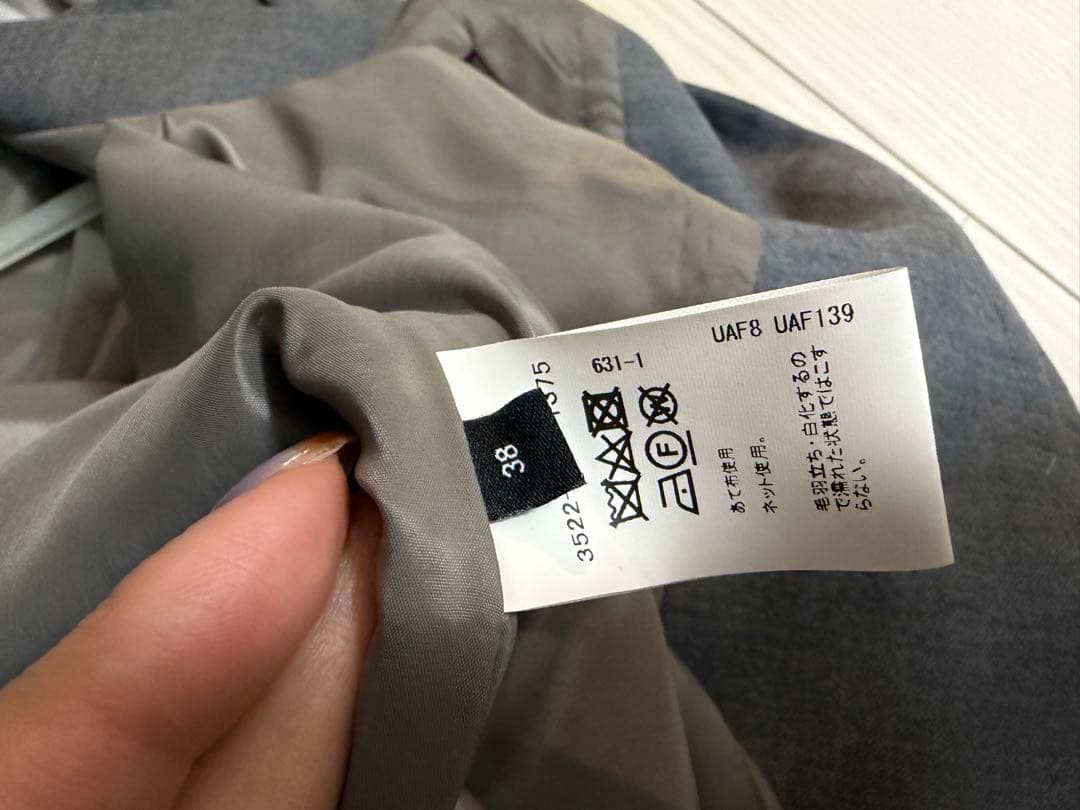 UAF8 UAF139
631-1
3522-
375
38
F
あて布使用
ネット使用。
毛羽立ち・白化するの
で濡れた状態ではこす
らない。